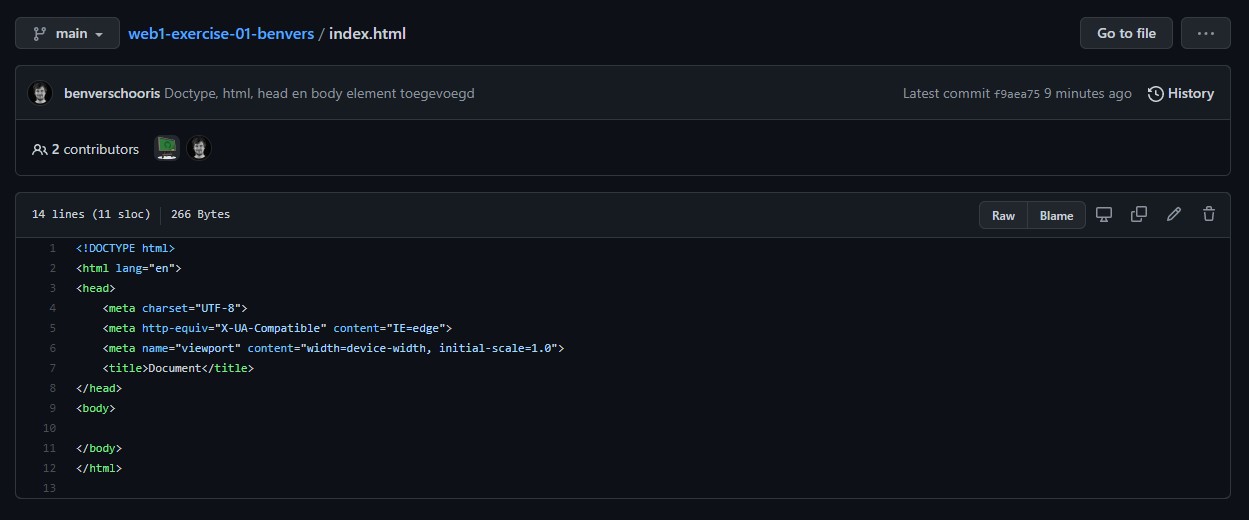 main
web1-exercise-01-benvers / index.html
Go to file
...
benverschooris Doctype, html, head en body element toegevoegd
Latest commit f9aea75 9 minutes ago
History
2 contributors
14 lines (11 sloc)
266 Bytes
Raw
Blame
1 <!DOCTYPE html>
2 <html lang="en">
3 <head>
4     <meta charset="UTF-8">
5     <meta http-equiv="X-UA-Compatible" content="IE=edge">
6     <meta name="viewport" content="width=device-width, initial-scale=1.0">
7     <title>Document</title>
8 </head>
9 <body>
10
11 </body>
12 </html>
13